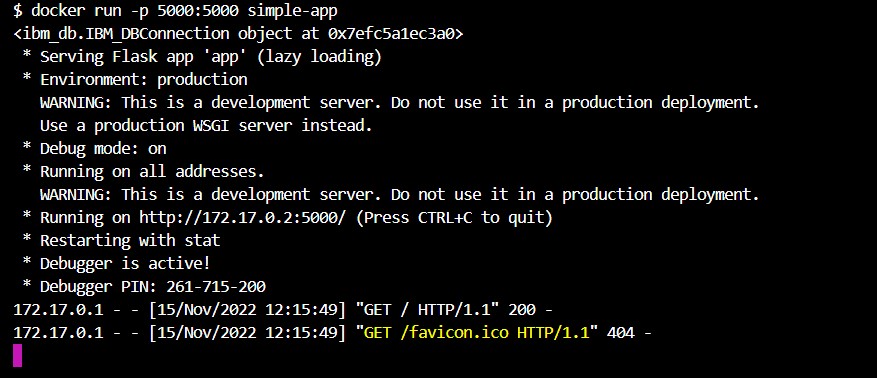 $ docker run -p 5000:5000 simple-app
<ibm_db.IBM_DBConnection object at 0x7efc5a1ec3a0>
 * Serving Flask app 'app' (lazy loading)
 * Environment: production
   WARNING: This is a development server. Do not use it in a production deployment.
   Use a production WSGI server instead.
 * Debug mode: on
 * Running on all addresses.
   WARNING: This is a development server. Do not use it in a production deployment.
 * Running on http://172.17.0.2:5000/ (Press CTRL+C to quit)
 * Restarting with stat
 * Debugger is active!
 * Debugger PIN: 261-715-200
172.17.0.1 - - [15/Nov/2022 12:15:49] "GET / HTTP/1.1" 200 -
172.17.0.1 - - [15/Nov/2022 12:15:49] "GET /favicon.ico HTTP/1.1" 404 -